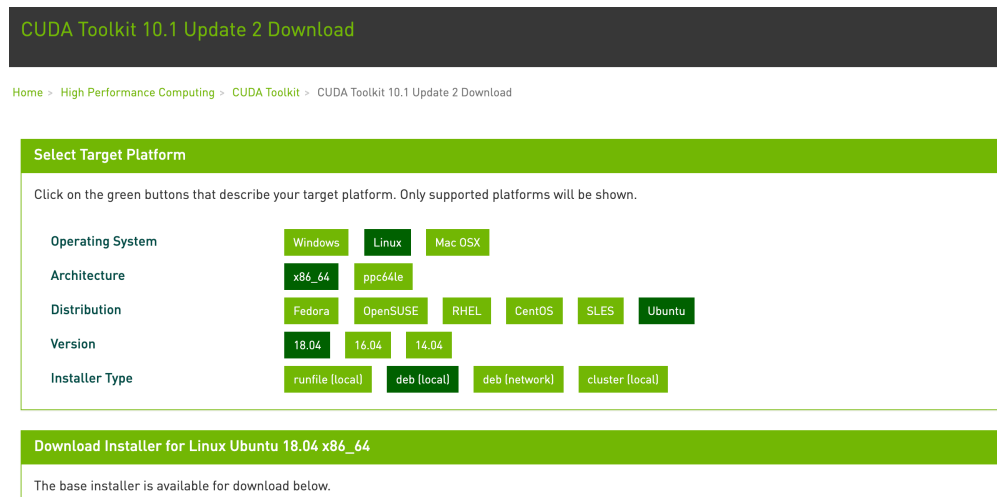 CUDA Toolkit 10.1 Update 2 Download
Home > High Performance Computing > CUDA Toolkit > CUDA Toolkit 10.1 Update 2 Download
Select Target Platform
Click on the green buttons that describe your target platform. Only supported platforms will be shown.
Operating System Windows Linux Mac OSX
Architecture x86_64 ppc64le
Distribution Fedora OpenSUSE RHEL CentOS SLES Ubuntu
Version 18.04 16.04 14.04
Installer Type runfile (local) deb (local) deb (network) cluster (local)
Download Installer for Linux Ubuntu 18.04 x86_64
The base installer is available for download below.